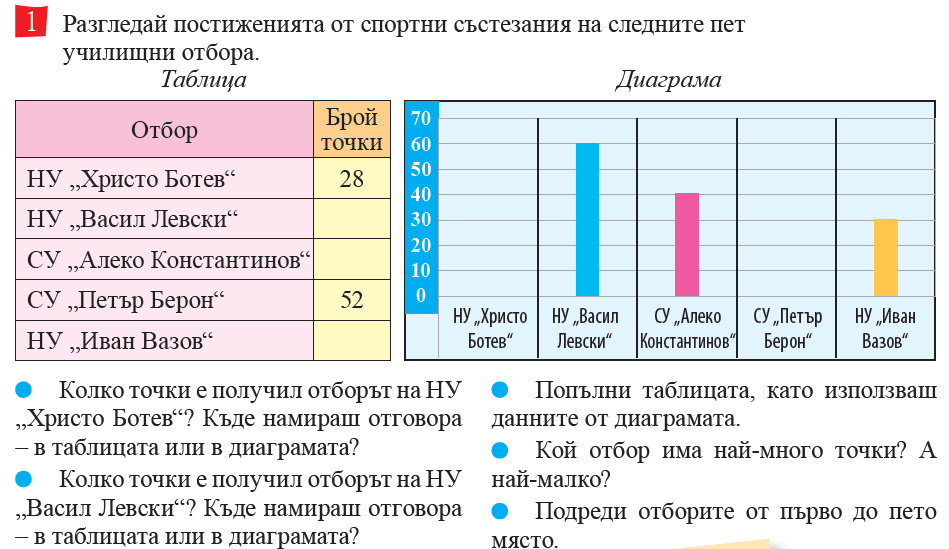 1 Разгледай постиженията от спортни състезания на следните пет
училищни отбора.
Таблица
Отбор
Брой
точки
НУ „Христо Ботев“ 28
НУ „Васил Левски“
СУ „Алеко Константинов“
СУ „Петър Берон“ 52
НУ „Иван Вазов“
Диаграма
70
60
50
40
30
20
10
0
НУ „Христо
Ботев“
НУ „Васил
Левски“
СУ „Алеко
Константинов“
СУ „Петър
Берон“
НУ „Иван
Вазов“
● Колко точки е получил отборът на НУ
„Христо Ботев“? Къде намираш отговора
– в таблицата или в диаграмата?
● Колко точки е получил отборът на НУ
„Васил Левски“? Къде намираш отговора
– в таблицата или в диаграмата?
● Попълни таблицата, като използваш
данните от диаграмата.
● Кой отбор има най-много точки? А
най-малко?
● Подреди отборите от първо до пето
място.